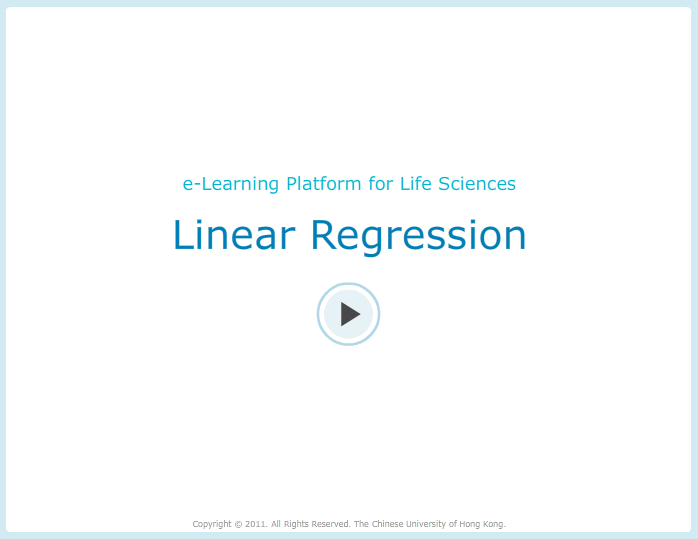 e-Learning Platform for Life Sciences
Linear Regression
Copyright © 2011. All Rights Reserved. The Chinese University of Hong Kong.